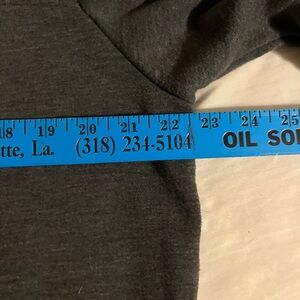 18 19 20 21 22 23 24 25
tte, La. (318) 234-5104 OIL SO